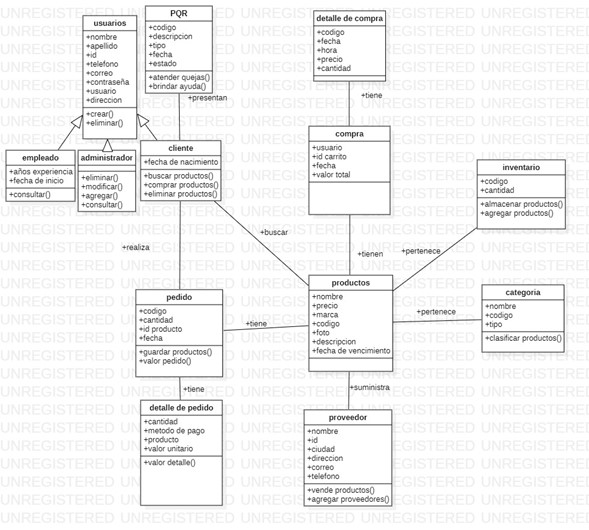 usuarios
+nombre
+apellido
+id
+telefono
+correo
+contraseña
+usuario
+direccion
+crear()
+eliminar()
PQR
+codigo
+descripcion
+tipo
+fecha
+estado
+atender quejas()
+brindar ayuda()
+presentan
detalle de compra
+codigo
+fecha
+hora
+precio
+cantidad
+tiene
empleado
+años experiencia
+fecha de inicio
+consultar()
administrador
+eliminar()
+modificar()
+agregar()
+consultar()
cliente
+fecha de nacimiento
+buscar productos()
+comprar productos()
+eliminar productos()
compra
+usuario
+id carrito
+fecha
+valor total
inventario
+codigo
+cantidad
+almacenar productos()
+agregar productos()
+realiza
+buscar
+tienen
+pertenece
pedido
+codigo
+cantidad
+id producto
+fecha
+guardar productos()
+valor pedido()
+tiene
productos
+nombre
+precio
+marca
+codigo
+foto
+descripcion
+fecha de vencimiento
+pertenece
categoria
+nombre
+codigo
+tipo
+clasificar productos()
+tiene
+suministra
detalle de pedido
+cantidad
+metodo de pago
+producto
+valor unitario
+valor detalle()
proveedor
+nombre
+id
+ciudad
+direccion
+correo
+telefono
+vende productos()
+agregar proveedores()
UNREGISTERED